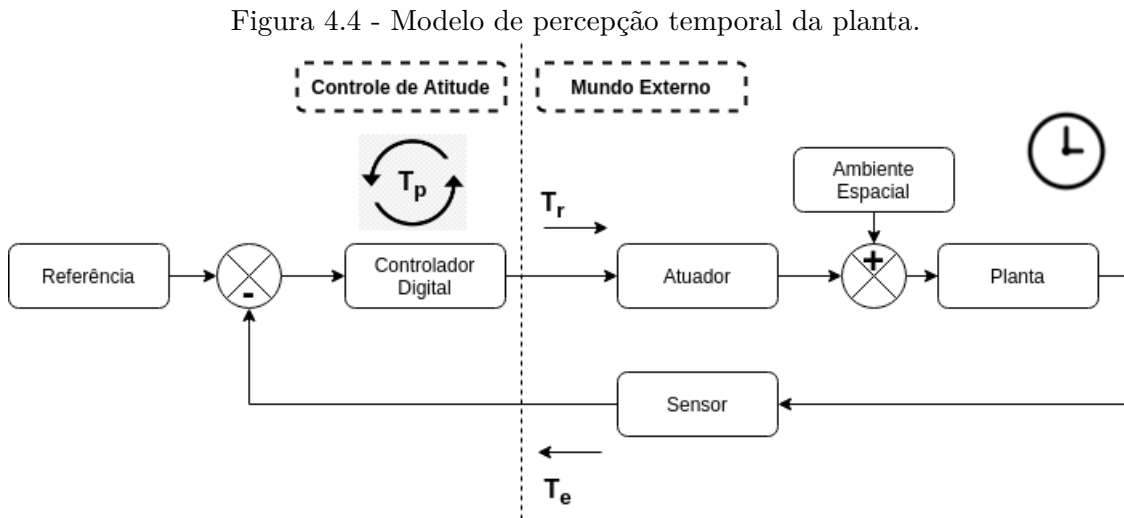 Figura 4.4 - Modelo de percepção temporal da planta.
Controle de Atitude
Mundo Externo
Tp
Tr
Ambiente
Espacial
Referência
-
Controlador
Digital
Atuador
+
Planta
Sensor
Te